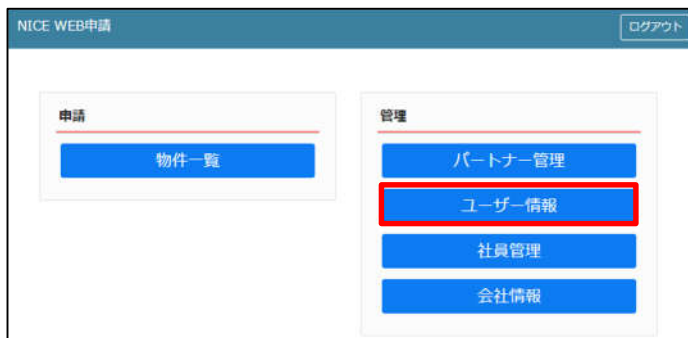 NICE WEB申請
ログアウト
申請
物件一覧
管理
パートナー管理
ユーザー情報
社員管理
会社情報